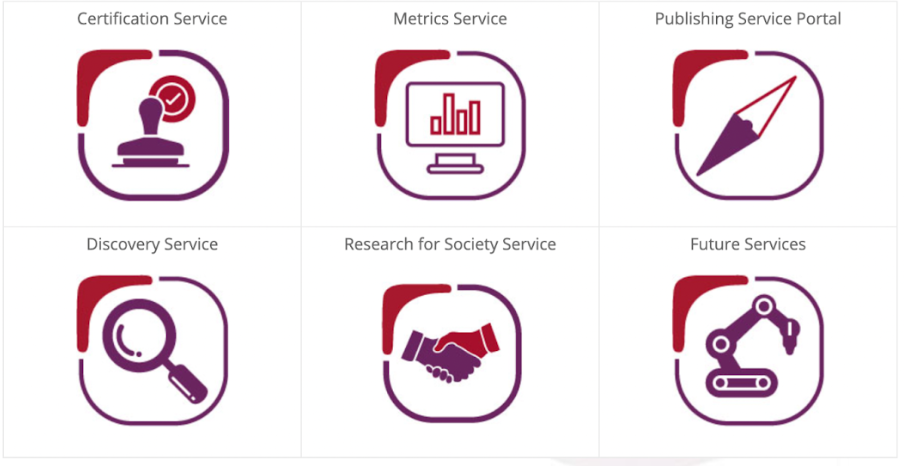 Certification Service
Metrics Service
Publishing Service Portal
Discovery Service
Research for Society Service
Future Services